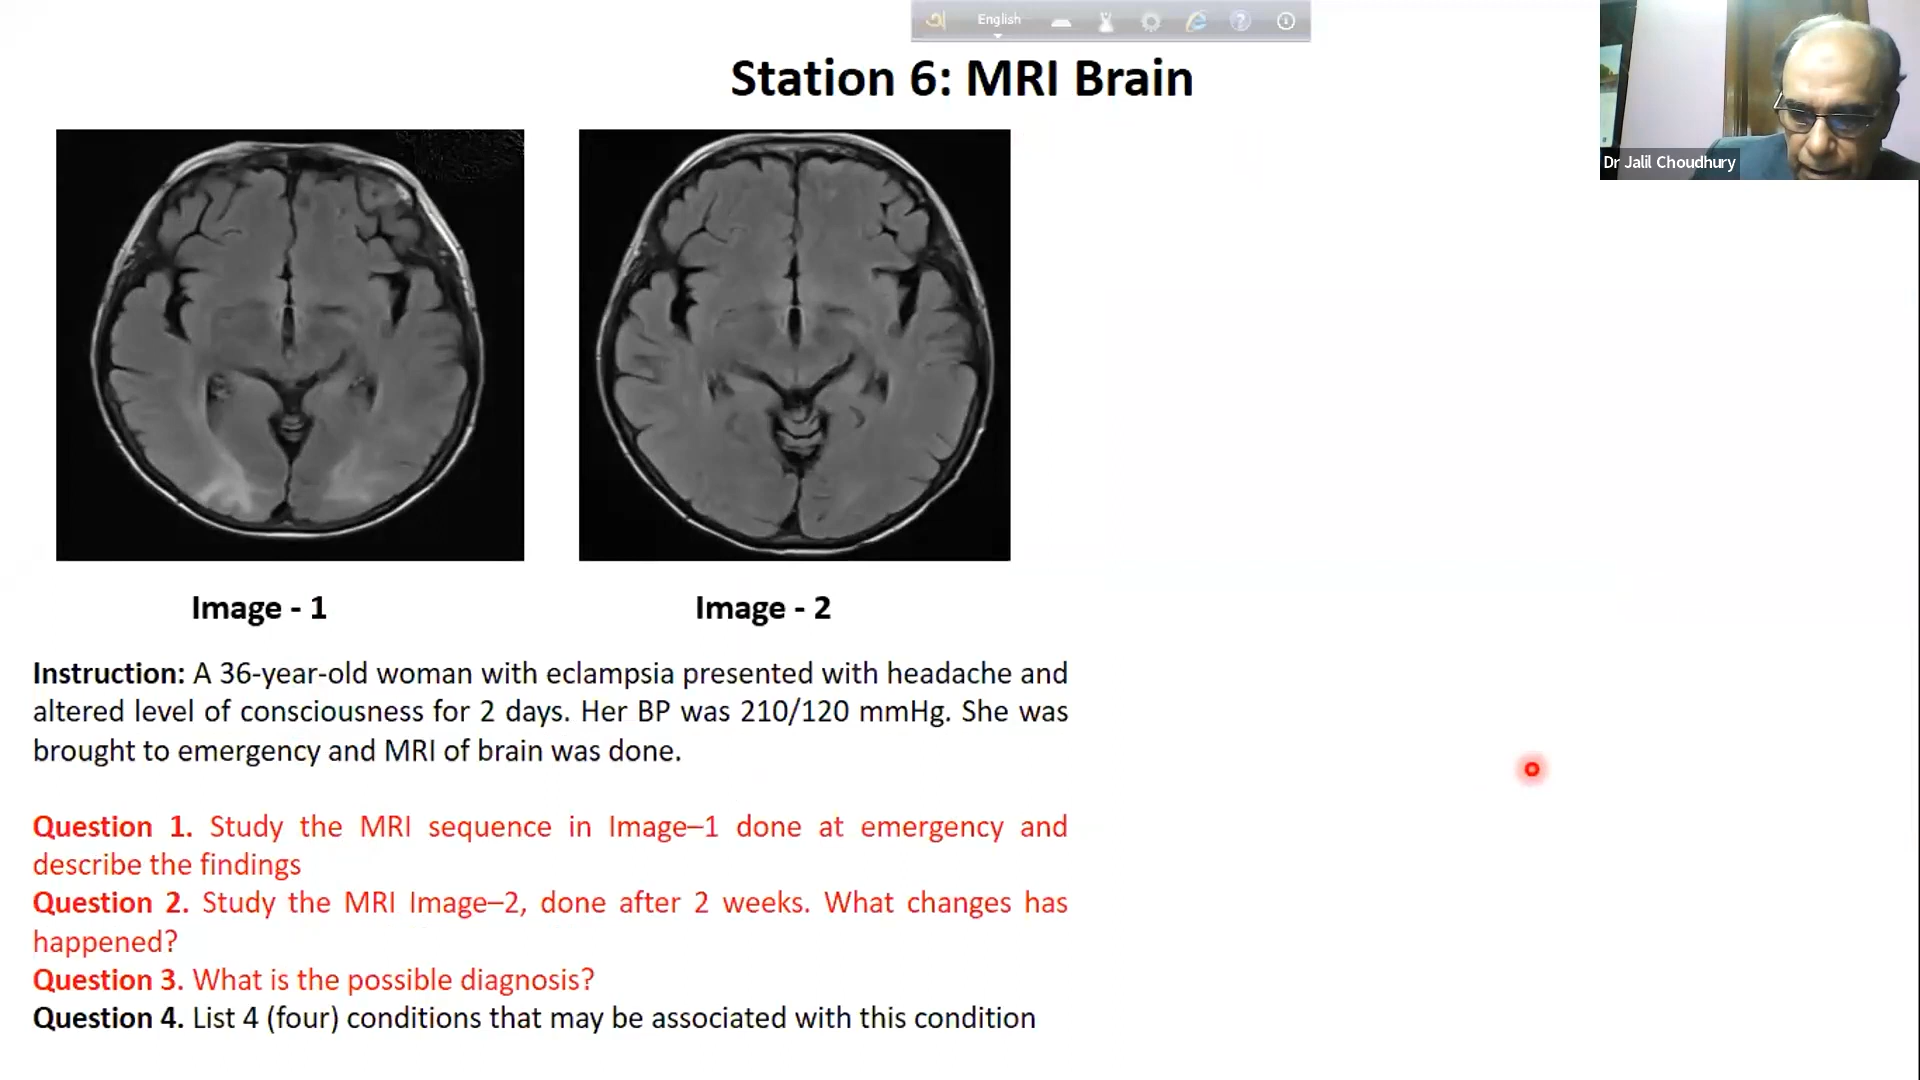 English
Station 6: MRI Brain
Dr Jalil Choudhury
Image - 1
Image - 2
Instruction: A 36-year-old woman with eclampsia presented with headache and
altered level of consciousness for 2 days. Her BP was 210/120 mmHg. She was
brought to emergency and MRI of brain was done.
Question 1. Study the MRI sequence in Image–1 done at emergency and
describe the findings
Question 2. Study the MRI Image–2, done after 2 weeks. What changes has
happened?
Question 3. What is the possible diagnosis?
Question 4. List 4 (four) conditions that may be associated with this condition